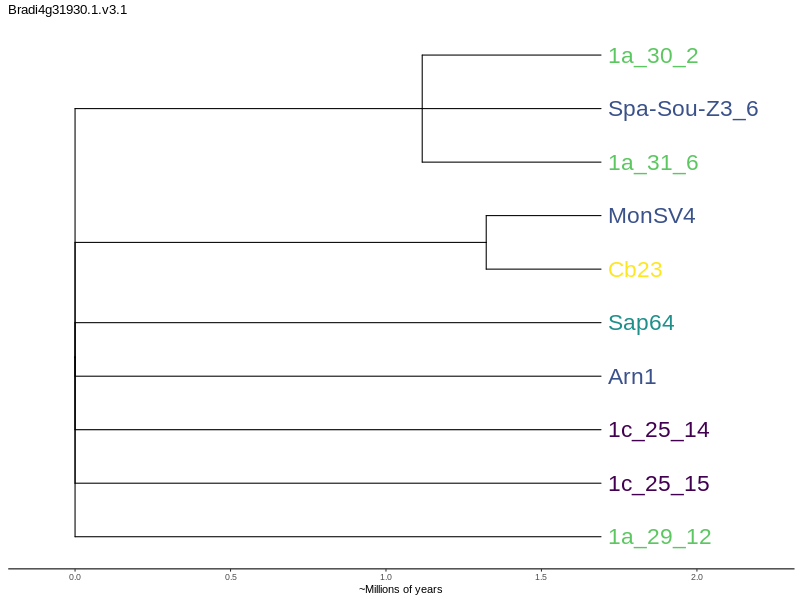 Bradi4g31930.1.v3.1
1a_30_2
Spa-Sou-Z3_6
1a_31_6
MonSV4
Cb23
Sap64
Arn1
1c_25_14
1c_25_15
1a_29_12
0.0 0.5 1.0 1.5 2.0
~Millions of years